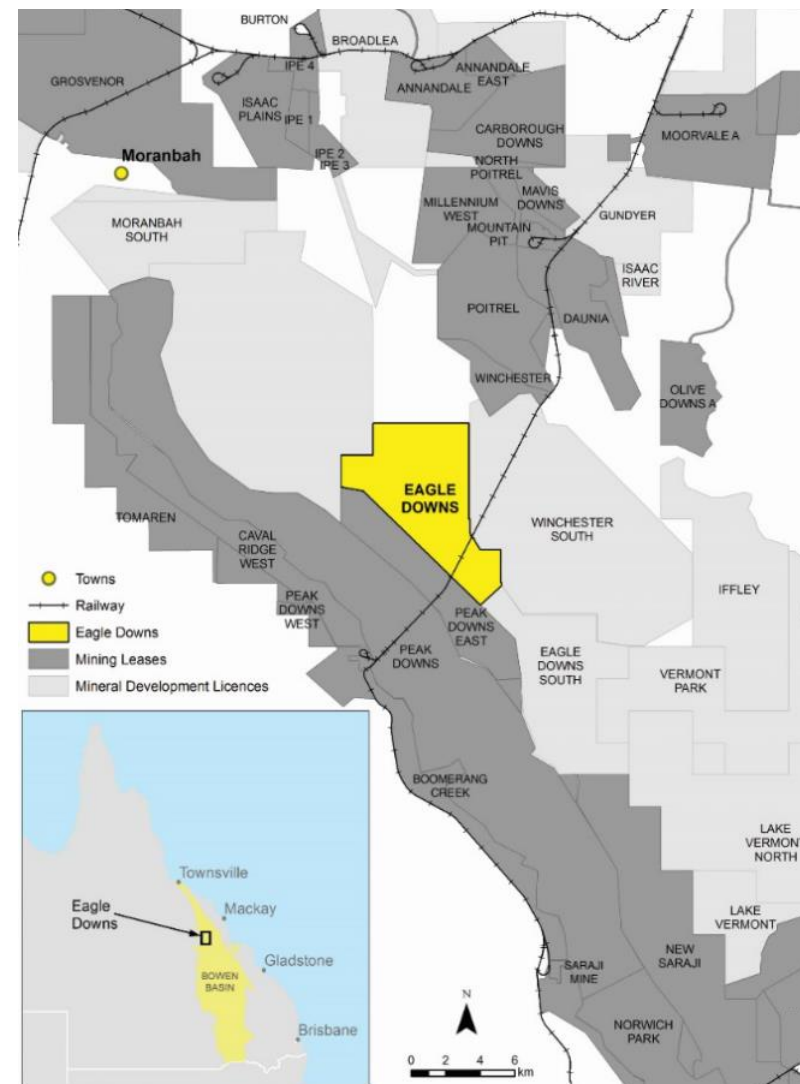 BURTON
BROADLEA
GROSVENOR
IPE 4
ANNANDALE
EAST
ANNANDALE
ISAAC
PLAINS
IPE 1
CARBOROUGH
DOWNS
MOORVALE A
Moranbah
IPE 2
IPE 3
NORTH
POITREL
MAVIS
DOWNS
MILLENNIUM
WEST
MOUNTAIN
PIT
GUNDYER
MORANBAH
SOUTH
ISAAC
RIVER
POITREL
DAUNIA
WINCHESTER
OLIVE
DOWNS A
EAGLE
DOWNS
TOMAREN
WINCHESTER
SOUTH
CAVAL
RIDGE
WEST
IFFLEY
PEAK
DOWNS
WEST
PEAK
DOWNS
EAST
PEAK
DOWNS
EAGLE
DOWNS
SOUTH
VERMONT
PARK
Towns
Railway
Eagle Downs
Mining Leases
Mineral Development Licences
BOOMERANG
CREEK
LAKE
VERMONT
NORTH
LAKE
VERMONT
NEW
SARAJI
SARAJI
MINE
NORWICH
PARK
Townsville
Eagle
Downs
Mackay
Gladstone
BOWEN
BASIN
Brisbane
N
0 2 4 6
km